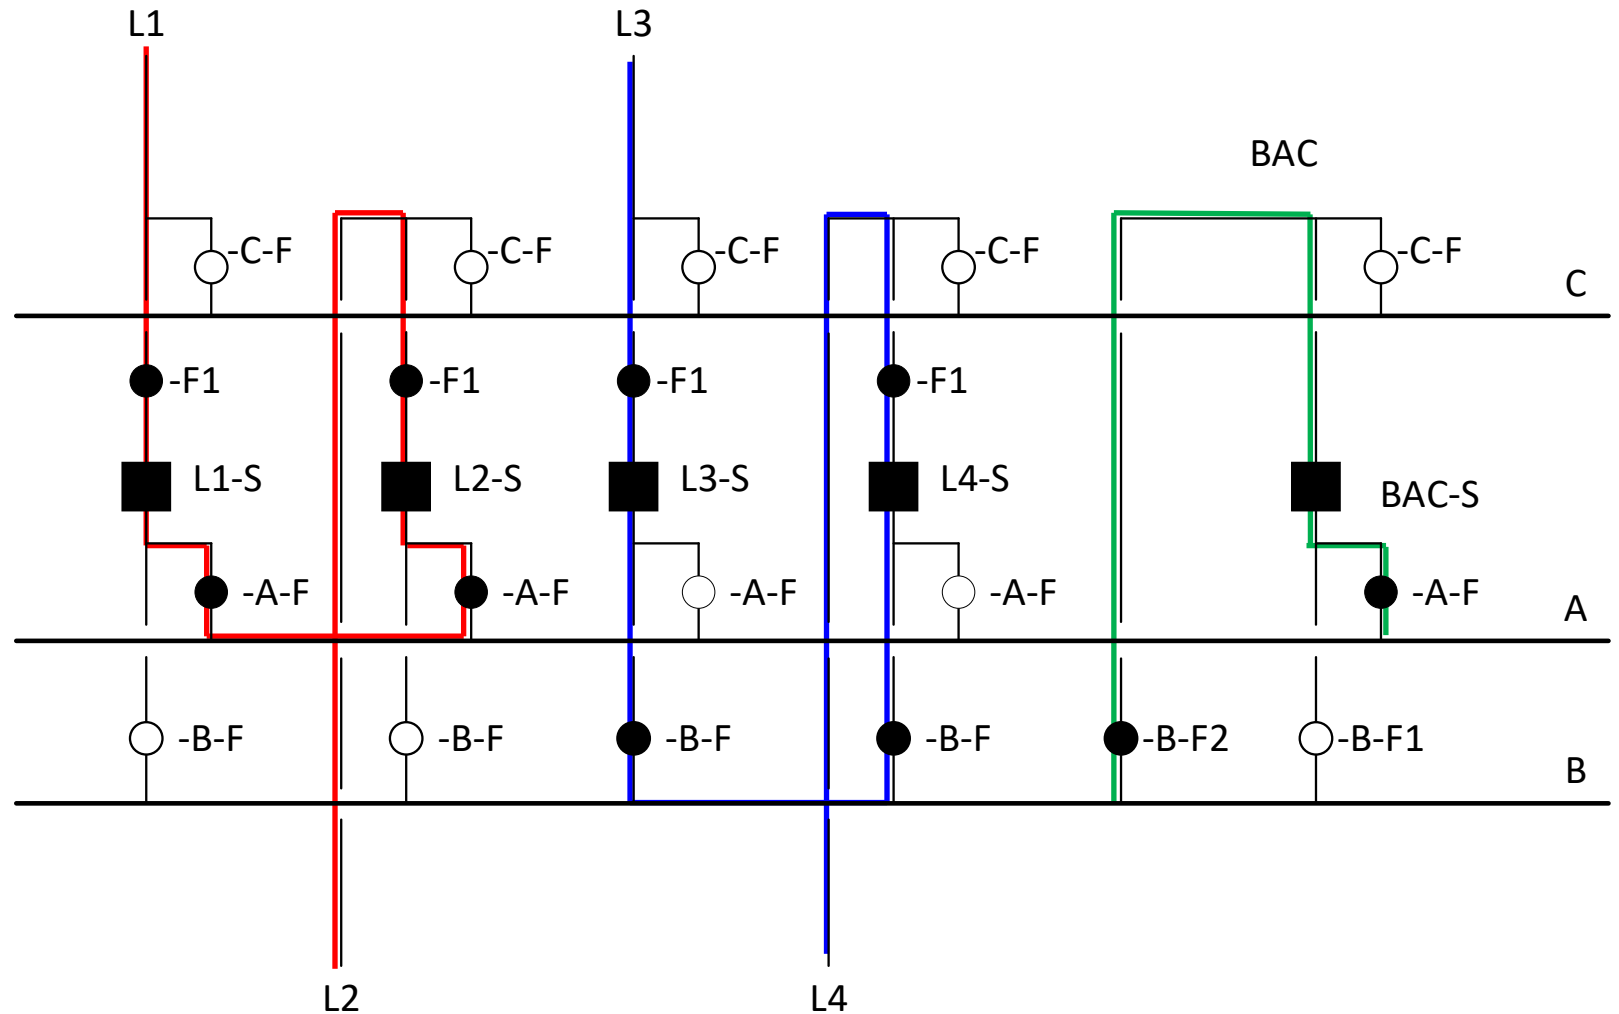 L1 L3
BAC
-C-F -C-F -C-F -C-F -C-F
C
-F1 -F1 -F1 -F1
L1-S L2-S L3-S L4-S BAC-S
-A-F -A-F -A-F -A-F -A-F
A
-B-F -B-F -B-F -B-F -B-F2 -B-F1
B
L2 L4